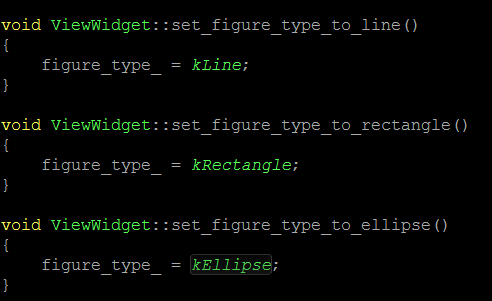 void ViewWidget::set_figure_type_to_line()
{
    figure_type_ = kLine;
}

void ViewWidget::set_figure_type_to_rectangle()
{
    figure_type_ = kRectangle;
}

void ViewWidget::set_figure_type_to_ellipse()
{
    figure_type_ = kEllipse;
}